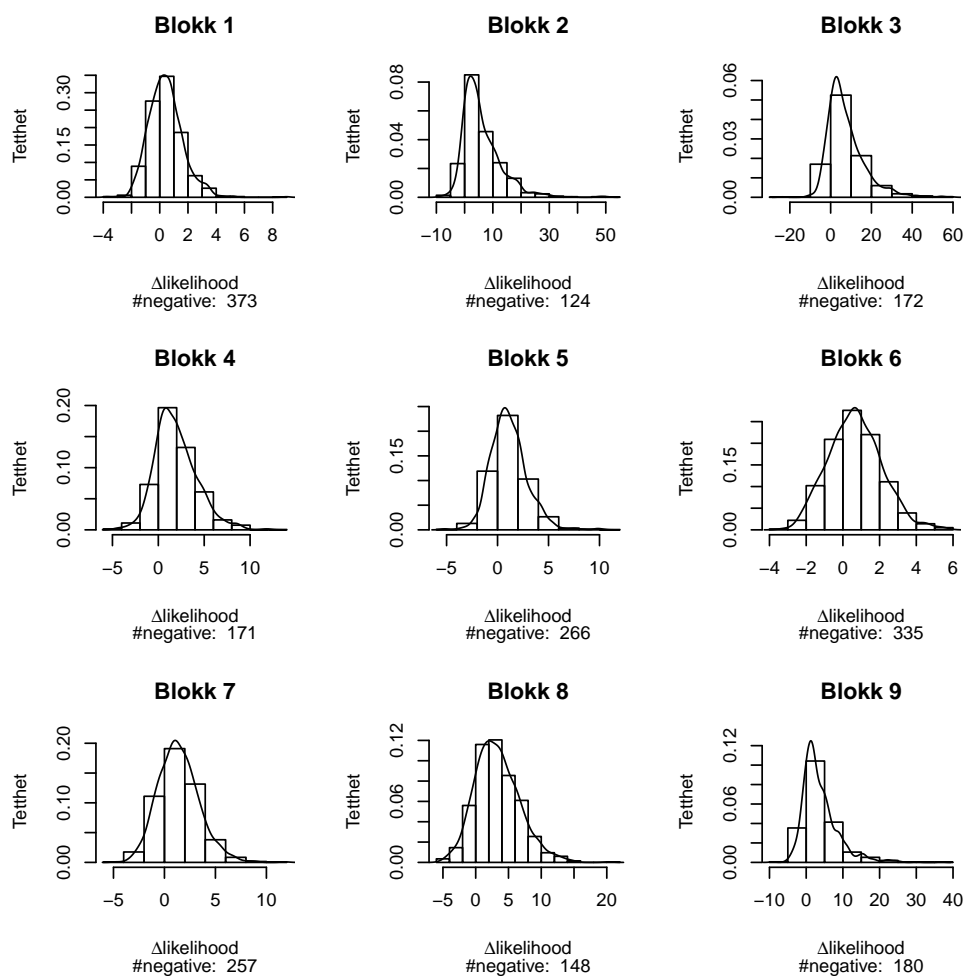 Blokk 1
Tetthet
0.00 0.15 0.30
−4 0 2 4 6 8
Δlikelihood
#negative: 373
Blokk 2
Tetthet
0.00 0.04 0.08
−10 10 30 50
Δlikelihood
#negative: 124
Blokk 3
Tetthet
0.00 0.03 0.06
−20 0 20 40 60
Δlikelihood
#negative: 172
Blokk 4
Tetthet
0.00 0.10 0.20
−5 0 5 10
Δlikelihood
#negative: 171
Blokk 5
Tetthet
0.00 0.15
−5 0 5 10
Δlikelihood
#negative: 266
Blokk 6
Tetthet
0.00 0.15
−4 −2 0 2 4 6
Δlikelihood
#negative: 335
Blokk 7
Tetthet
0.00 0.10 0.20
−5 0 5 10
Δlikelihood
#negative: 257
Blokk 8
Tetthet
0.00 0.06 0.12
−5 0 5 10 20
Δlikelihood
#negative: 148
Blokk 9
Tetthet
0.00 0.06 0.12
−10 0 10 20 30 40
Δlikelihood
#negative: 180